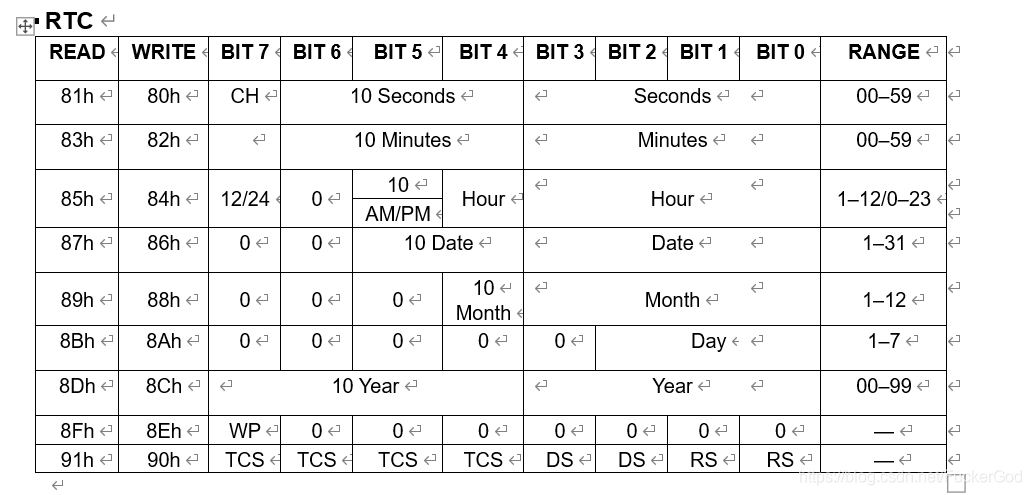 RTC
READ WRITE BIT 7 BIT 6 BIT 5 BIT 4 BIT 3 BIT 2 BIT 1 BIT 0 RANGE
81h 80h CH 10 Seconds Seconds 00–59
83h 82h 10 Minutes Minutes 00–59
85h 84h 12/24 0 10 Hour Hour 1–12/0–23
AM/PM
87h 86h 0 0 10 Date Date 1–31
89h 88h 0 0 0 10 Month Month 1–12
8Bh 8Ah 0 0 0 0 0 Day 1–7
8Dh 8Ch 10 Year Year 00–99
8Fh 8Eh WP 0 0 0 0 0 0 0 —
91h 90h TCS TCS TCS TCS DS DS RS RS —